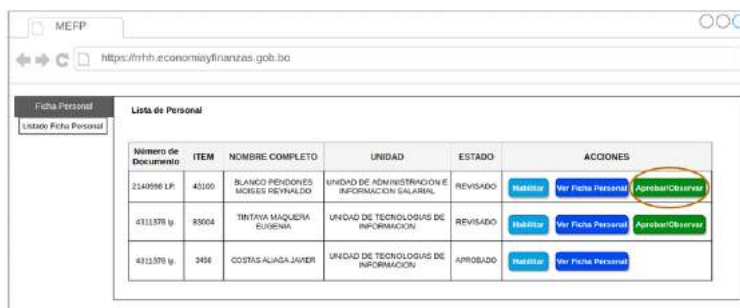 MEFP
https://rrhh.economiayfinanzas.gob.bo
Ficha Personal
Listado Ficha Personal
Lista de Personal
Número de Documento ITEM NOMBRE COMPLETO UNIDAD ESTADO ACCIONES
2140996 LP. 43100 BLANCO PENDONES MOISES REYNALDO UNIDAD DE ADMINISTRACION E INFORMACION SALARIAL REVISADO Habilitar Ver Ficha Personal Aprobar/Observar
4311379 lp. 83004 TINTAYA MAQUERA EUGENIA UNIDAD DE TECNOLOGIAS DE INFORMACION REVISADO Habilitar Ver Ficha Personal Aprobar/Observar
4311379 lp. 3456 COSTAS ALIAGA JAVIER UNIDAD DE TECNOLOGIAS DE INFORMACION APROBADO Habilitar Ver Ficha Personal